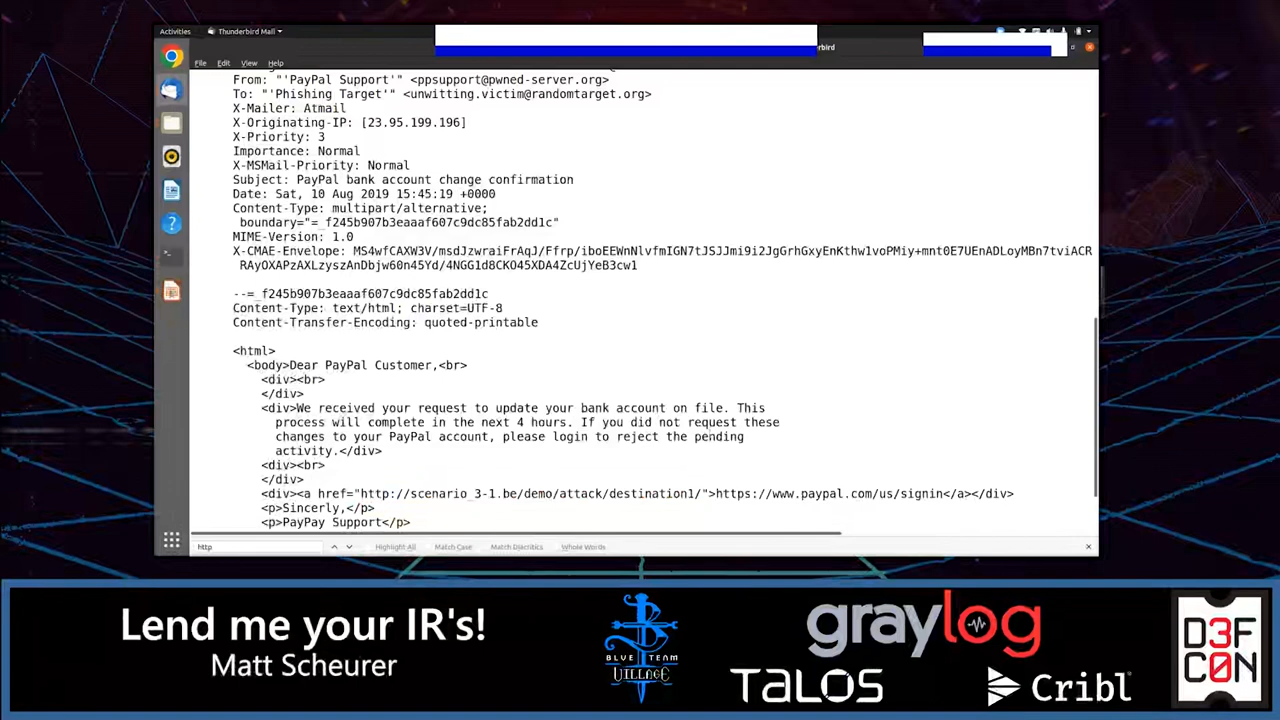 Activities
Thunderbird Mail
rbird
File Edit View Help
From: "'PayPal Support'" <ppsupport@pwned-server.org>
To: "'Phishing Target'" <unwitting.victim@randomtarget.org>
X-Mailer: Atmail
X-Originating-IP: [23.95.199.196]
X-Priority: 3
Importance: Normal
X-MSMail-Priority: Normal
Subject: PayPal bank account change confirmation
Date: Sat, 10 Aug 2019 15:45:19 +0000
Content-Type: multipart/alternative;
boundary="=_f245b907b3eaaaf607c9dc85fab2dd1c"
MIME-Version: 1.0
X-CMAE-Envelope: MS4wfCAXW3V/msdJzwraiFrAqJ/Ffrp/iboEEWnNlvfmIGN7tJSJJmi9i2JgGrhGxyEnKthw1voPMiy+mnt0E7UEnADLoyMBn7tviACR
RAyOXAPzAXLzyszAnDbjw60n45Yd/4NGG1d8CKO45XDA4ZcUjYeB3cw1
--=_f245b907b3eaaaf607c9dc85fab2dd1c
Content-Type: text/html; charset=UTF-8
Content-Transfer-Encoding: quoted-printable
<html>
<body>Dear PayPal Customer,<br>
<div><br>
</div>
<div>We received your request to update your bank account on file. This
process will complete in the next 4 hours. If you did not request these
changes to your PayPal account, please login to reject the pending
activity.</div>
<div><br>
</div>
<div><a href="http://scenario_3-1.be/demo/attack/destination1/">https://www.paypal.com/us/signin</a></div>
<p>Sincerly,</p>
<p>PayPay Support</p>
http
Highlight All Match Case Match Diacritics Whole Words
Lend me your IR's!
Matt Scheurer
BLUE TEAM
VILLAGE
graylog
TALOS
Cribl
D3F
C0N